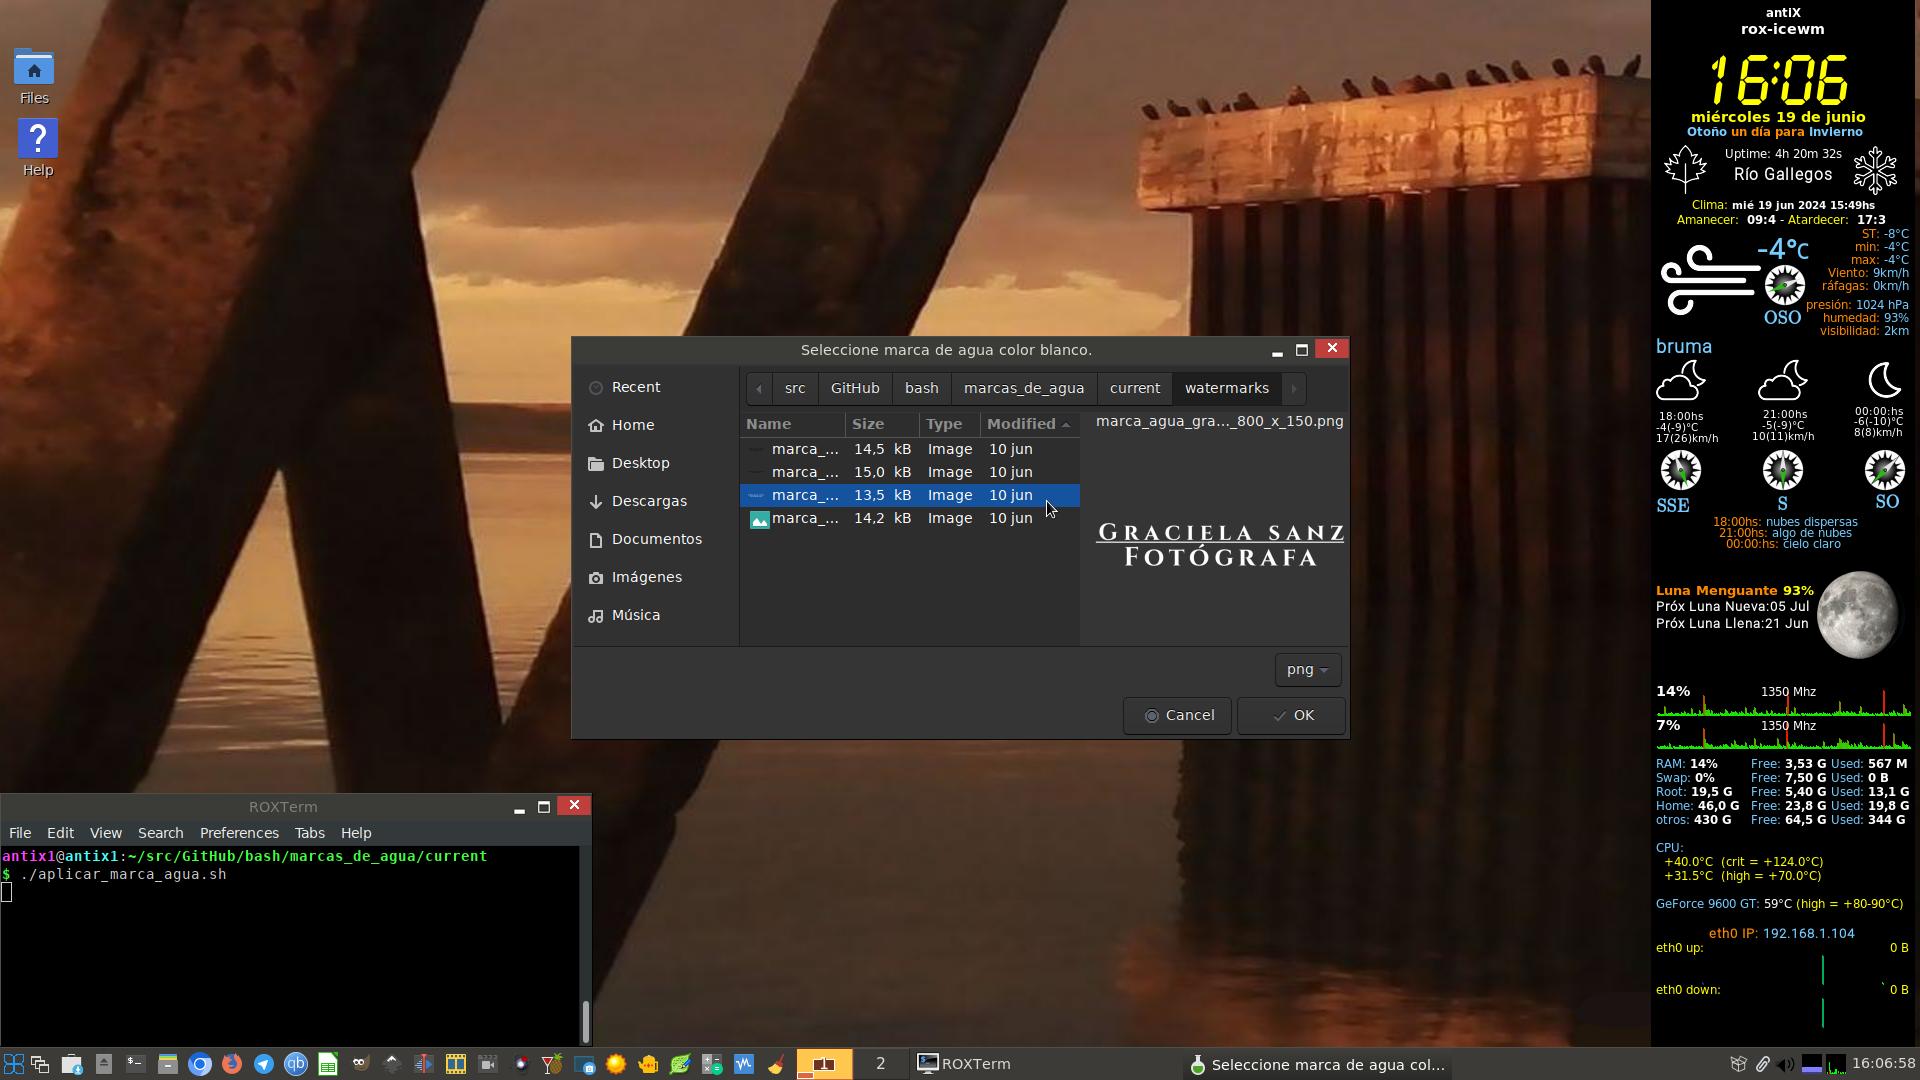 Files
Help
antiX
rox-icewm
16:06
miércoles 19 de junio
Otoño un día para Invierno
Uptime: 4h 20m 32s
Río Gallegos
Clima: mié 19 jun 2024 15:49hs
Amanecer: 09:4 - Atardecer: 17:3
-4°C
ST: -8°C
min: -4°C
max: -4°C
Viento: 9km/h
ráfagas: 0km/h
OSO
presión: 1024 hPa
humedad: 93%
visibilidad: 2km
bruma
18:00hs 21:00hs 00:00:hs
-4(-9)°C -5(-9)°C -6(-10)°C
17(26)km/h 10(11)km/h 8(8)km/h
SSE S SO
18:00hs: nubes dispersas
21:00hs: algo de nubes
00:00:hs: cielo claro
Luna Menguante 93%
Próx Luna Nueva:05 Jul
Próx Luna Llena:21 Jun
14% 1350 Mhz
7% 1350 Mhz
RAM: 14% Free: 3,53 G Used: 567 M
Swap: 0% Free: 7,50 G Used: 0 B
Root: 19,5 G Free: 5,40 G Used: 13,1 G
Home: 46,0 G Free: 23,8 G Used: 19,8 G
otros: 430 G Free: 64,5 G Used: 344 G
CPU:
+40.0°C (crit = +124.0°C)
+31.5°C (high = +70.0°C)
GeForce 9600 GT: 59°C (high = +80-90°C)
eth0 IP: 192.168.1.104
eth0 up: 0 B
eth0 down: 0 B
Seleccione marca de agua color blanco.
Recent
Home
Desktop
Descargas
Documentos
Imágenes
Música
src GitHub bash marcas_de_agua current watermarks
Name Size Type Modified
marca_... 14,5 kB Image 10 jun
marca_... 15,0 kB Image 10 jun
marca_... 13,5 kB Image 10 jun
marca_... 14,2 kB Image 10 jun
marca_agua_gra..._800_x_150.png
GRACIELA SANZ
FOTÓGRAFA
png
Cancel OK
ROXTerm
File Edit View Search Preferences Tabs Help
antix1@antix1:~/src/GitHub/bash/marcas_de_agua/current
$ ./aplicar_marca_agua.sh
1 2 ROXTerm Seleccione marca de agua col... 16:06:58